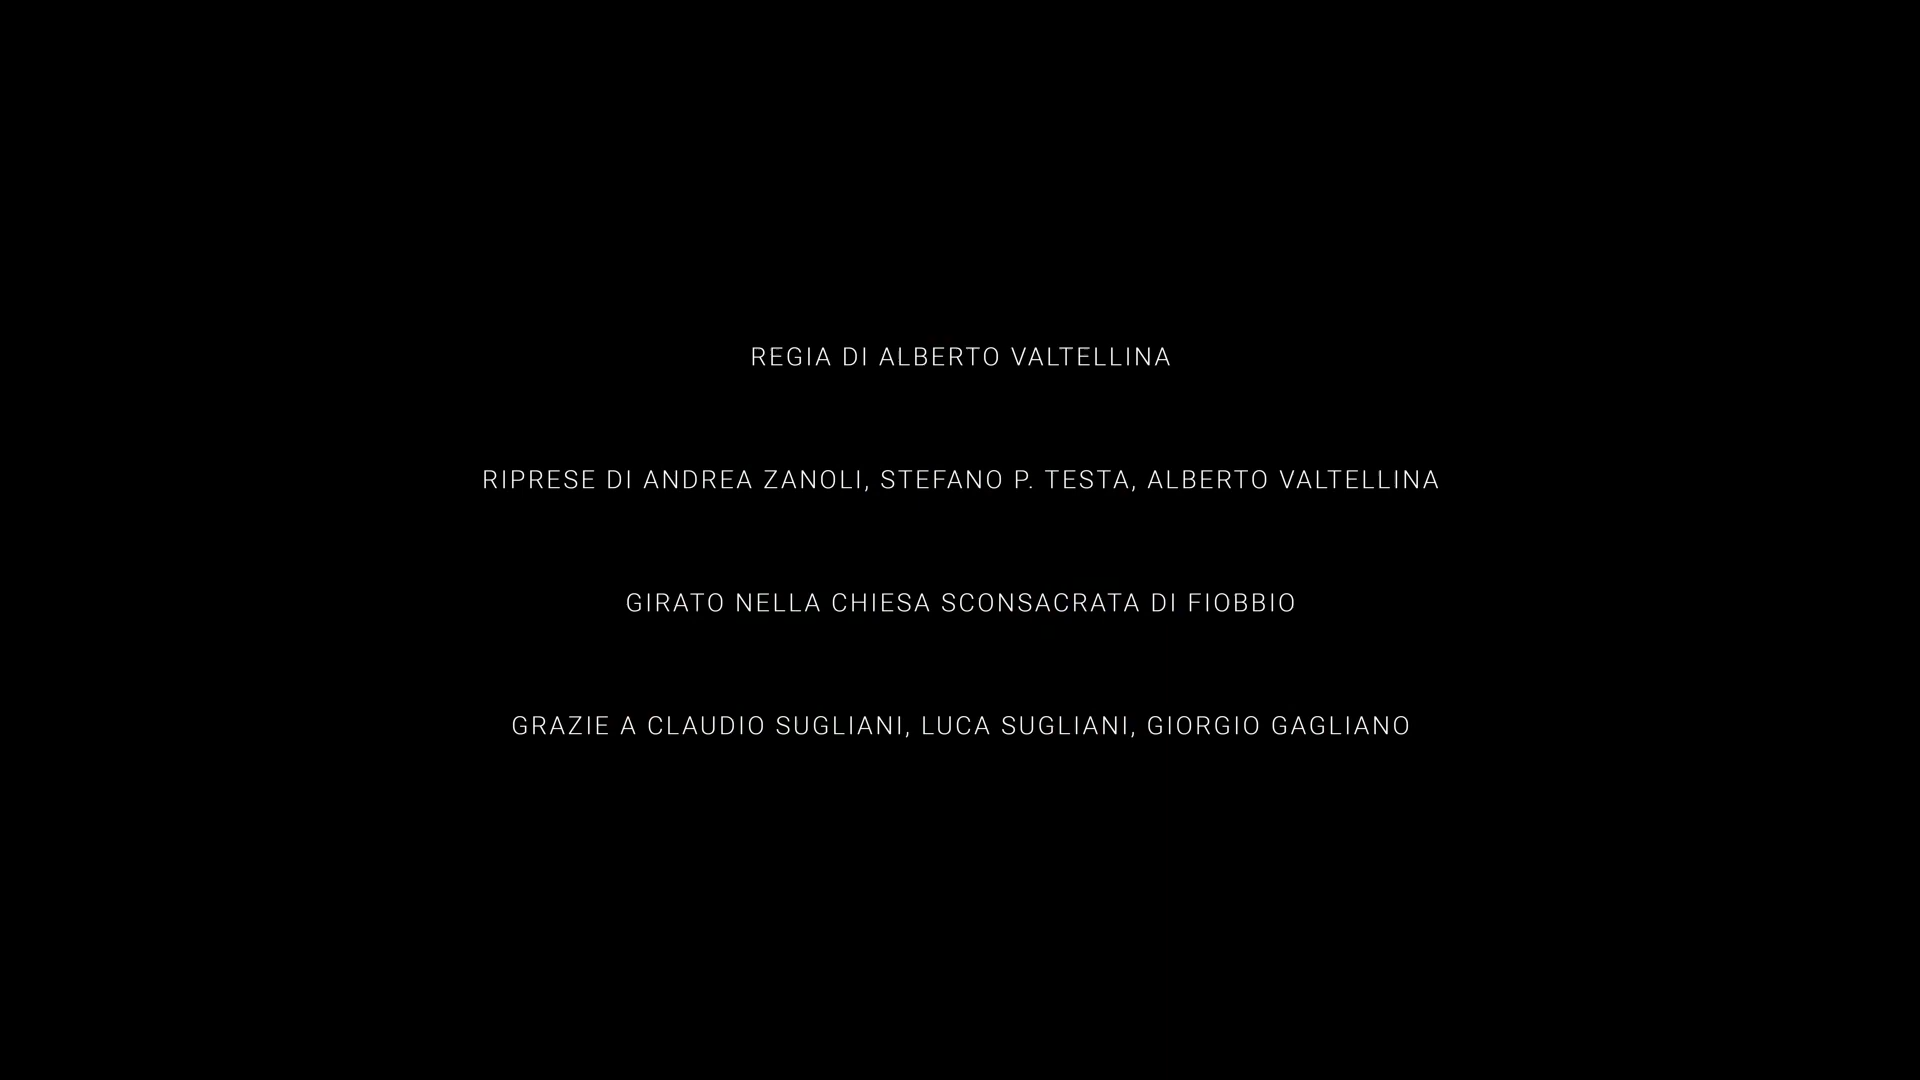 REGIA DI ALBERTO VALTELLINA
RIPRESE DI ANDREA ZANOLI, STEFANO P. TESTA, ALBERTO VALTELLINA
GIRATO NELLA CHIESA SCONSACRATA DI FIOBBIO
GRAZIE A CLAUDIO SUGLIANI, LUCA SUGLIANI, GIORGIO GAGLIANO